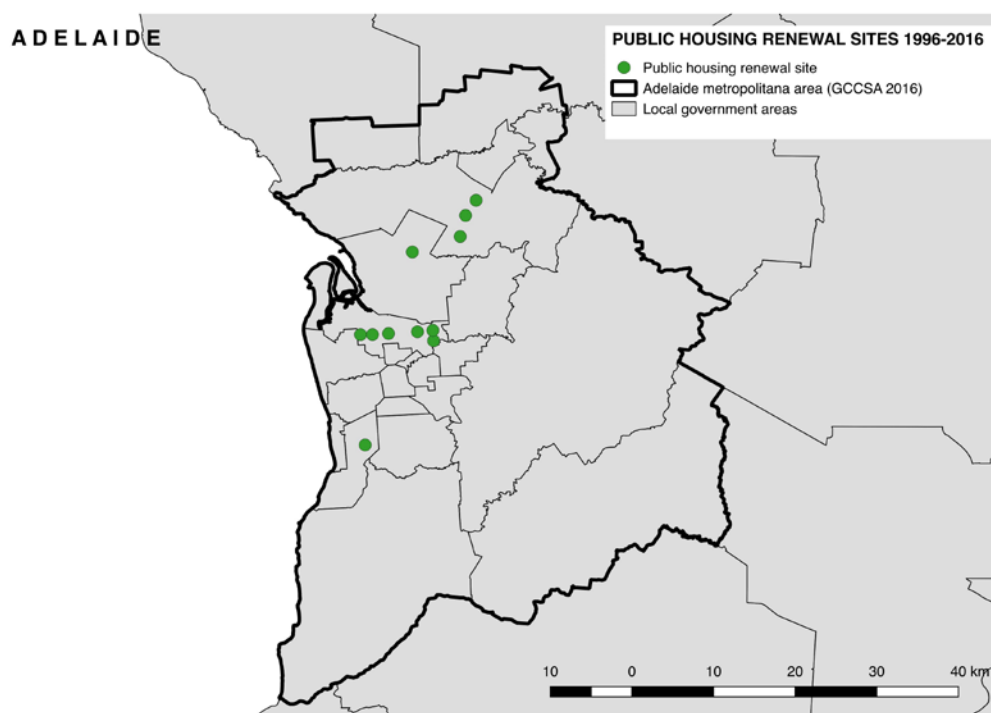 ADELAIDE
PUBLIC HOUSING RENEWAL SITES 1996-2016
Public housing renewal site
Adelaide metropolitana area (GCCSA 2016)
Local government areas
10 0 10 20 30 40 km